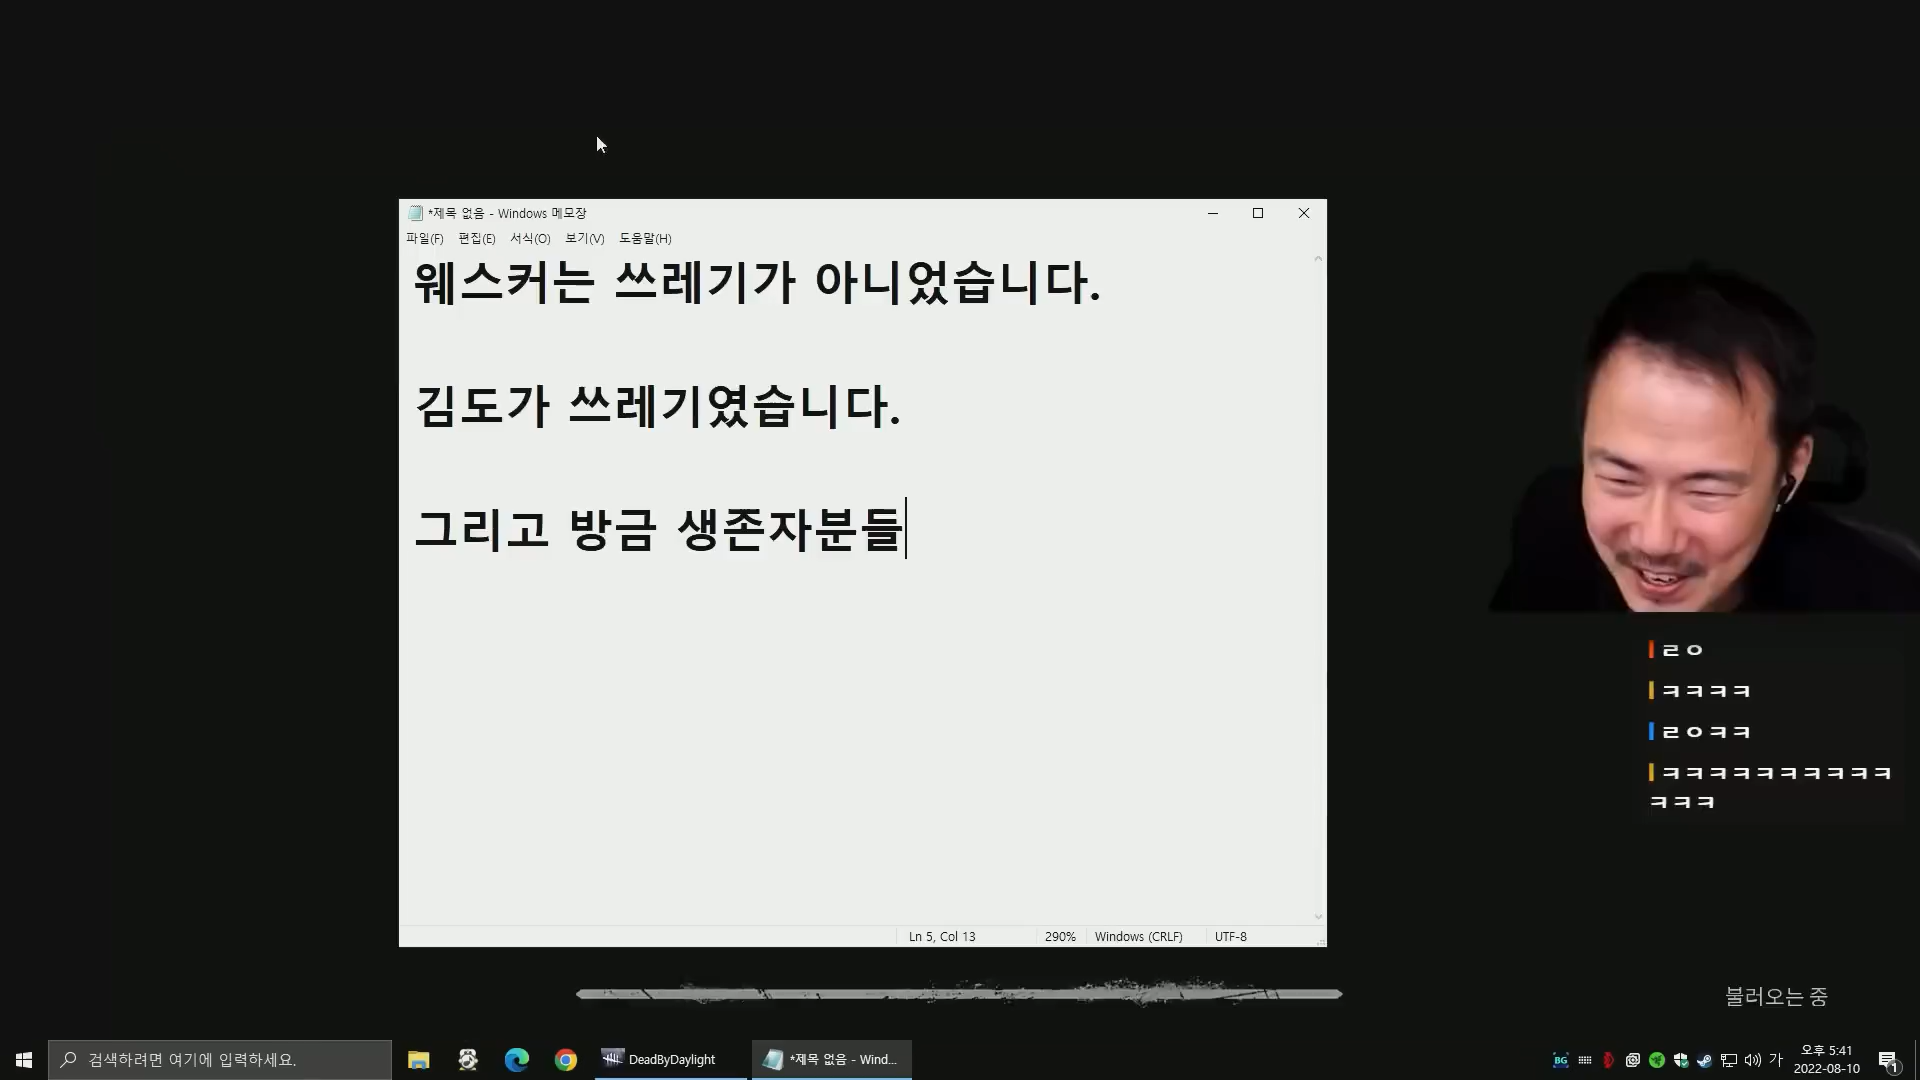 *제목 없음 - Windows 메모장
파일(F) 편집(E) 서식(O) 보기(V) 도움말(H)
웨스커는 쓰레기가 아니었습니다.
김도가 쓰레기였습니다.
그리고 방금 생존자분들
ㄹㅇ
ㅋㅋㅋㅋ
ㄹㅇㅋㅋ
ㅋㅋㅋㅋㅋㅋㅋㅋㅋㅋ
ㅋㅋㅋ
Ln 5, Col 13 290% Windows (CRLF) UTF-8
불러오는 중
검색하려면 여기에 입력하세요. DeadByDaylight *제목 없음 - Wind... BG 가 오후 5:41
2022-08-10 1